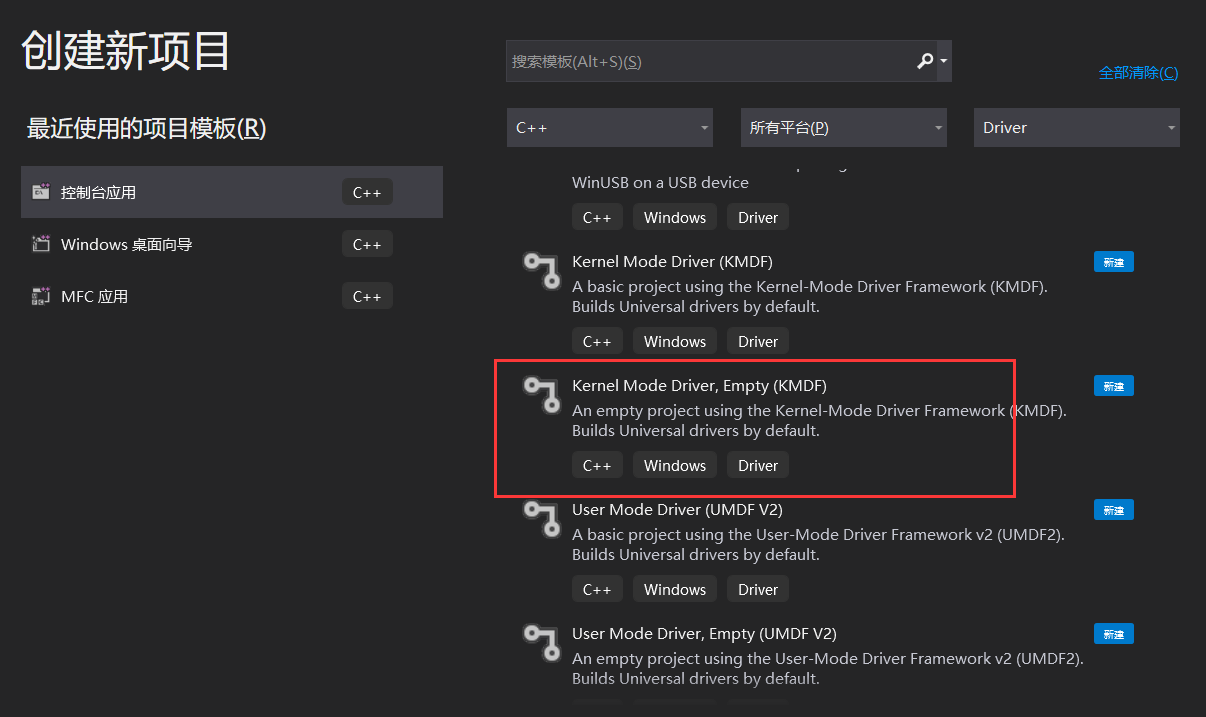 创建新项目
最近使用的项目模板(R)
控制台应用
C++
Windows 桌面向导
C++
MFC 应用
C++
搜索模板(Alt+S)(S)
全部清除(C)
C++
所有平台(P)
Driver
WinUSB on a USB device
C++ Windows Driver
Kernel Mode Driver (KMDF)
新建
A basic project using the Kernel-Mode Driver Framework (KMDF).
Builds Universal drivers by default.
C++ Windows Driver
Kernel Mode Driver, Empty (KMDF)
新建
An empty project using the Kernel-Mode Driver Framework (KMDF).
Builds Universal drivers by default.
C++ Windows Driver
User Mode Driver (UMDF V2)
新建
A basic project using the User-Mode Driver Framework v2 (UMDF2).
Builds Universal drivers by default.
C++ Windows Driver
User Mode Driver, Empty (UMDF V2)
新建
An empty project using the User-Mode Driver Framework v2 (UMDF2).
Builds Universal drivers by default.